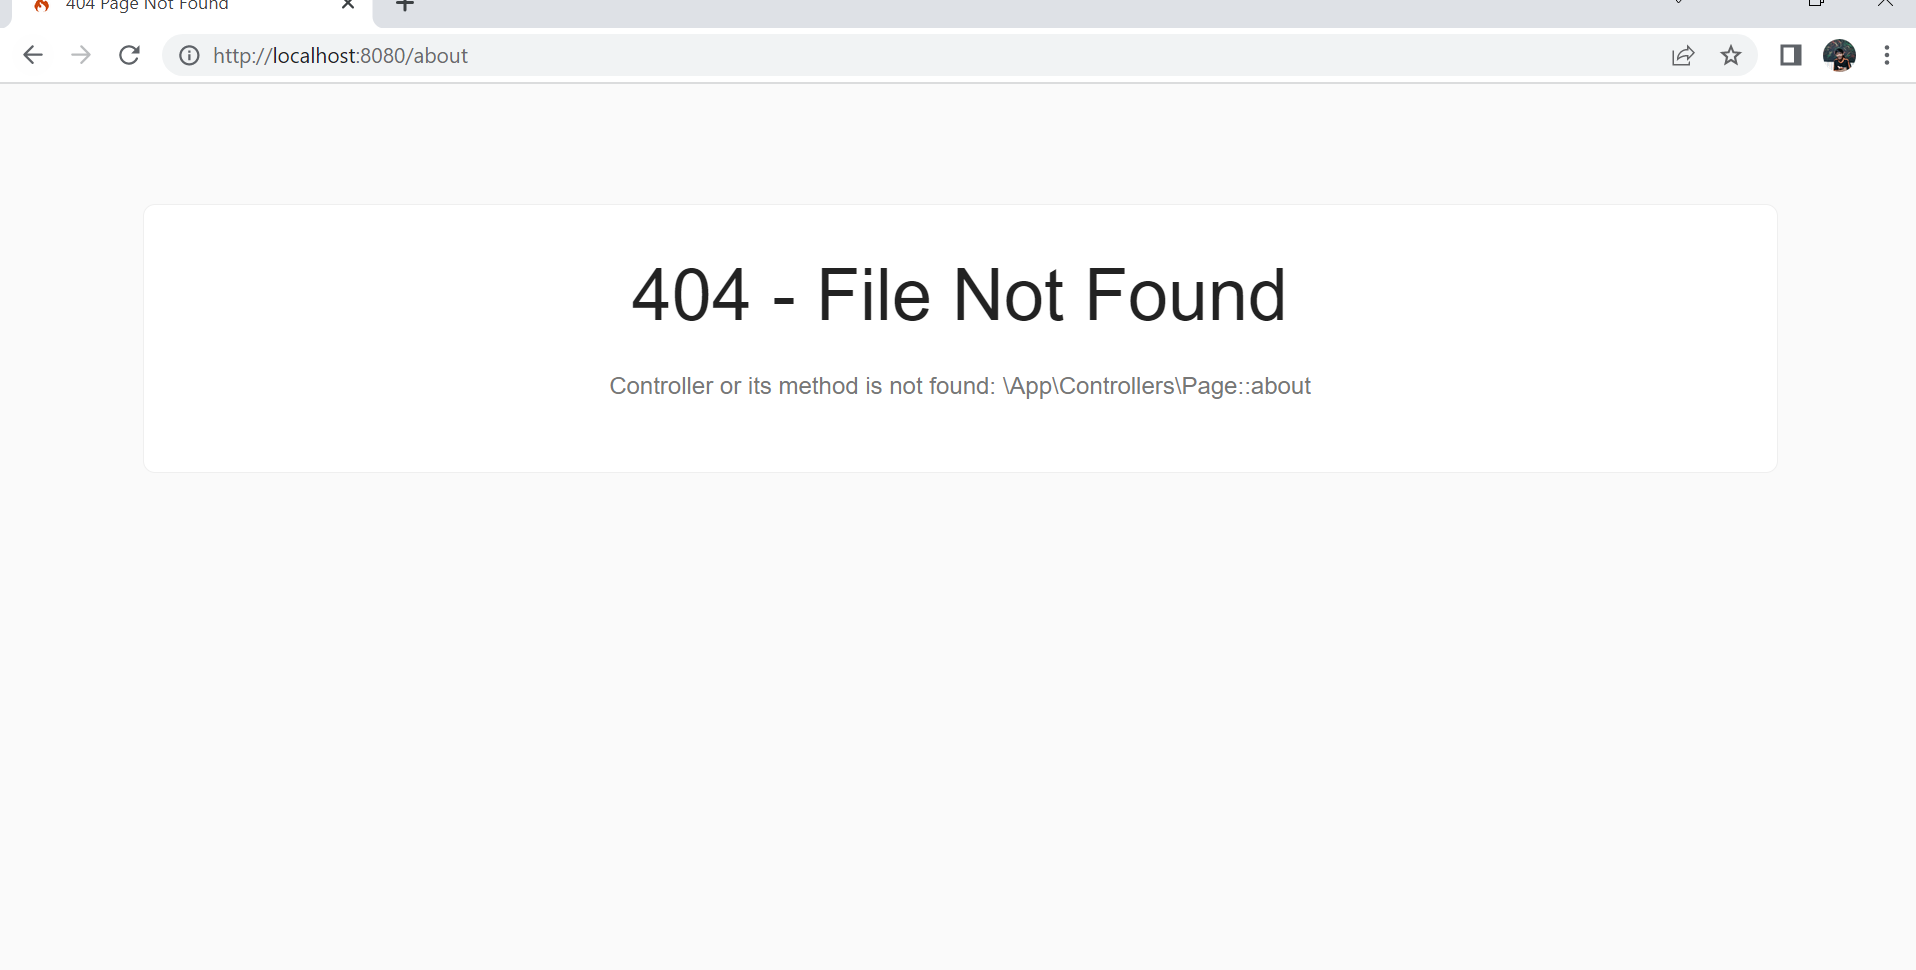 404 Page Not Found
http://localhost:8080/about
404 - File Not Found
Controller or its method is not found: \App\Controllers\Page::about